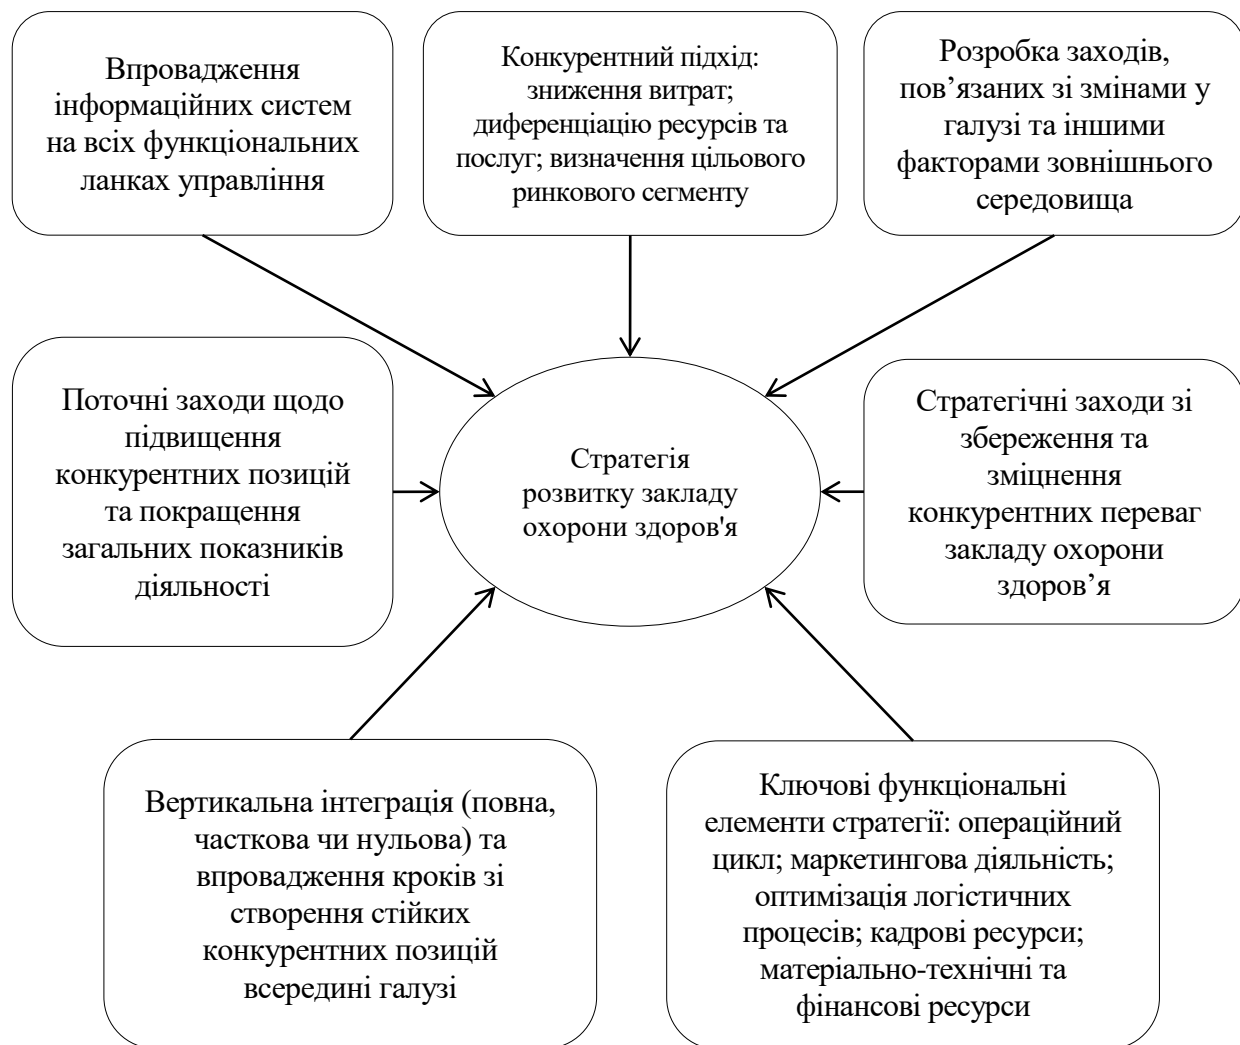 Впровадження
інформаційних систем
на всіх функціональних
ланках управління
Конкурентний підхід:
зниження витрат;
диференціацію ресурсів та
послуг; визначення цільового
ринкового сегменту
Розробка заходів,
пов’язаних зі змінами у
галузі та іншими
факторами зовнішнього
середовища
Поточні заходи щодо
підвищення
конкурентних позицій
та покращення
загальних показників
діяльності
Стратегія
розвитку закладу
охорони здоров'я
Стратегічні заходи зі
збереження та
зміцнення
конкурентних переваг
закладу охорони
здоров’я
Вертикальна інтеграція (повна,
часткова чи нульова) та
впровадження кроків зі
створення стійких
конкурентних позицій
всередині галузі
Ключові функціональні
елементи стратегії: операційний
цикл; маркетингова діяльність;
оптимізація логістичних
процесів; кадрові ресурси;
матеріально-технічні та
фінансові ресурси